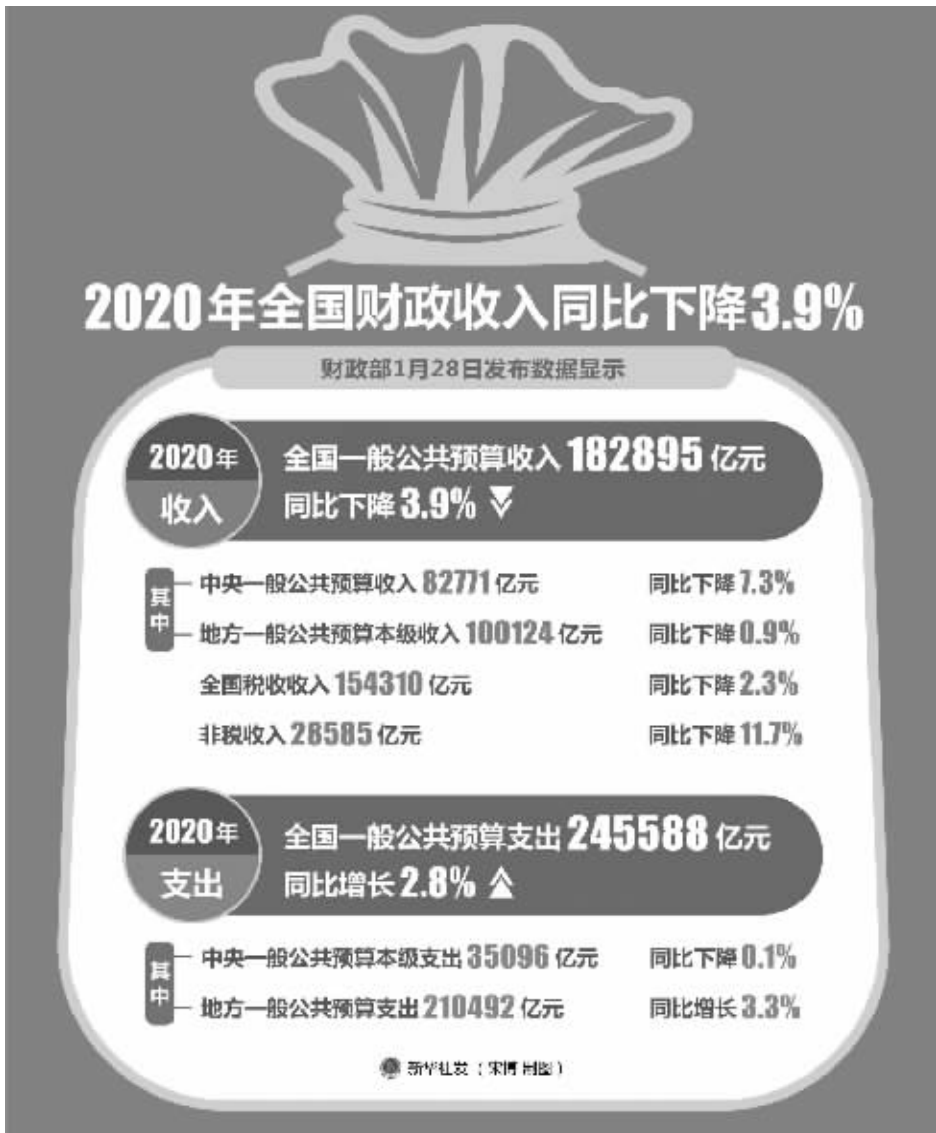 2020年全国财政收入同比下降3.9%
财政部1月28日发布数据显示
2020年
收入
全国一般公共预算收入182895亿元
同比下降3.9%
其中
中央一般公共预算收入82771亿元 同比下降7.3%
地方一般公共预算本级收入100124亿元 同比下降0.9%
全国税收收入154310亿元 同比下降2.3%
非税收入28585亿元 同比下降11.7%
2020年
支出
全国一般公共预算支出245588亿元
同比增长2.8%
其中
中央一般公共预算本级支出35096亿元 同比下降0.1%
地方一般公共预算支出210492亿元 同比增长3.3%
新华社发（宋博 制图）